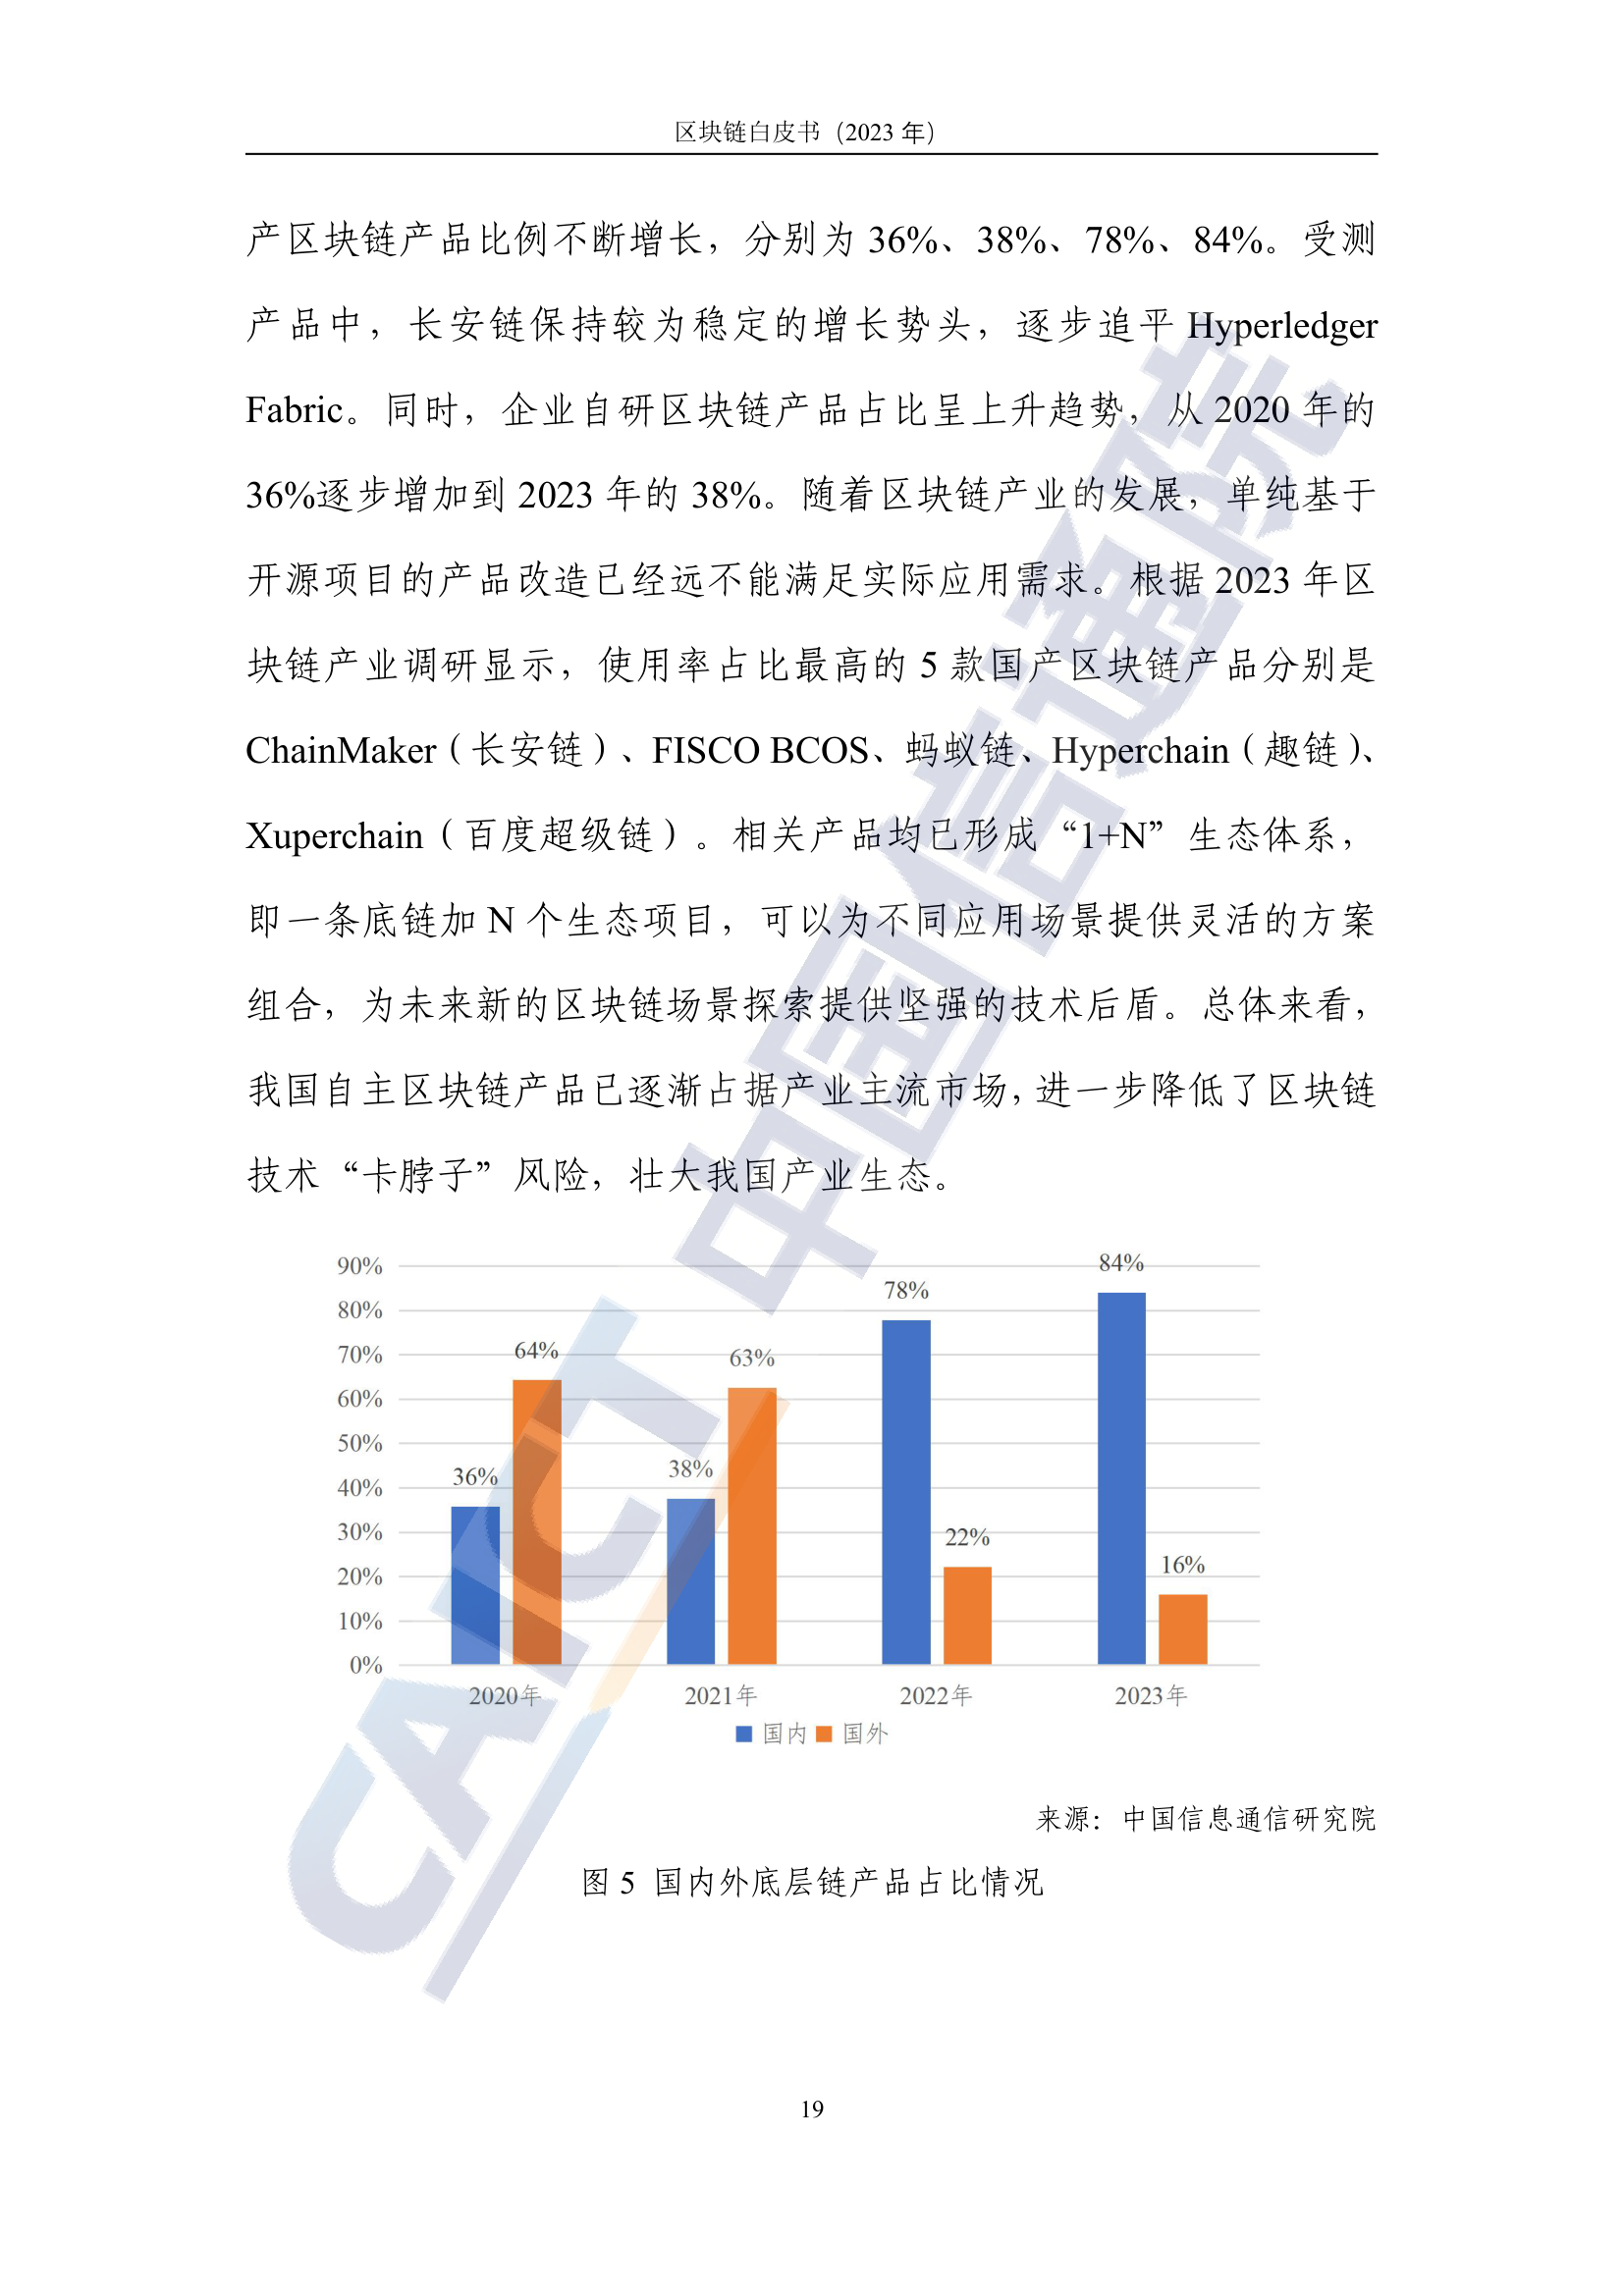 区块链白皮书（2023 年）
产区块链产品比例不断增长，分别为 36%、38%、78%、84%。受测
产品中，长安链保持较为稳定的增长势头，逐步追平 Hyperledger
Fabric。同时，企业自研区块链产品占比呈上升趋势，从 2020 年的
36%逐步增加到 2023 年的 38%。随着区块链产业的发展，单纯基于
开源项目的产品改造已经远不能满足实际应用需求。根据 2023 年区
块链产业调研显示，使用率占比最高的 5 款国产区块链产品分别是
ChainMaker（长安链）、FISCO BCOS、蚂蚁链、Hyperchain（趣链）、
Xuperchain（百度超级链）。相关产品均已形成“1+N”生态体系，
即一条底链加 N 个生态项目，可以为不同应用场景提供灵活的方案
组合，为未来新的区块链场景探索提供坚强的技术后盾。总体来看，
我国自主区块链产品已逐渐占据产业主流市场，进一步降低了区块链
技术“卡脖子”风险，壮大我国产业生态。
90%
80%
70%
60%
50%
40%
30%
20%
10%
0%
36%
64%
38%
63%
78%
22%
84%
16%
2020年 2021年 2022年 2023年
国内 国外
来源：中国信息通信研究院
图 5 国内外底层链产品占比情况
19
CAICT 中国信通院